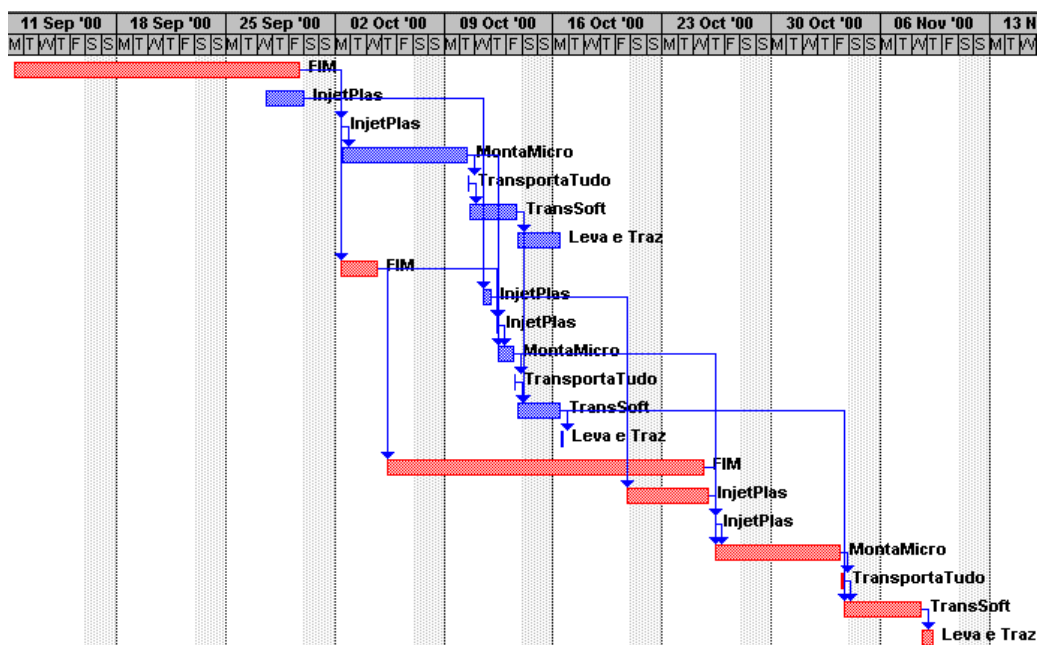 11 Sep '00 18 Sep '00 25 Sep '00 02 Oct '00 09 Oct '00 16 Oct '00 23 Oct '00 30 Oct '00 06 Nov '00 13 N
M T W T F S S M T W T F S S M T W T F S S M T W T F S S M T W T F S S M T W T F S S M T W T F S S M T W T F S S M T W T F S S M T W
FIM
InjetPlas
InjetPlas
MontaMicro
TransportaTudo
TransSoft
Leva e Traz
FIM
InjetPlas
InjetPlas
MontaMicro
TransportaTudo
TransSoft
Leva e Traz
FIM
InjetPlas
InjetPlas
MontaMicro
TransportaTudo
TransSoft
Leva e Traz